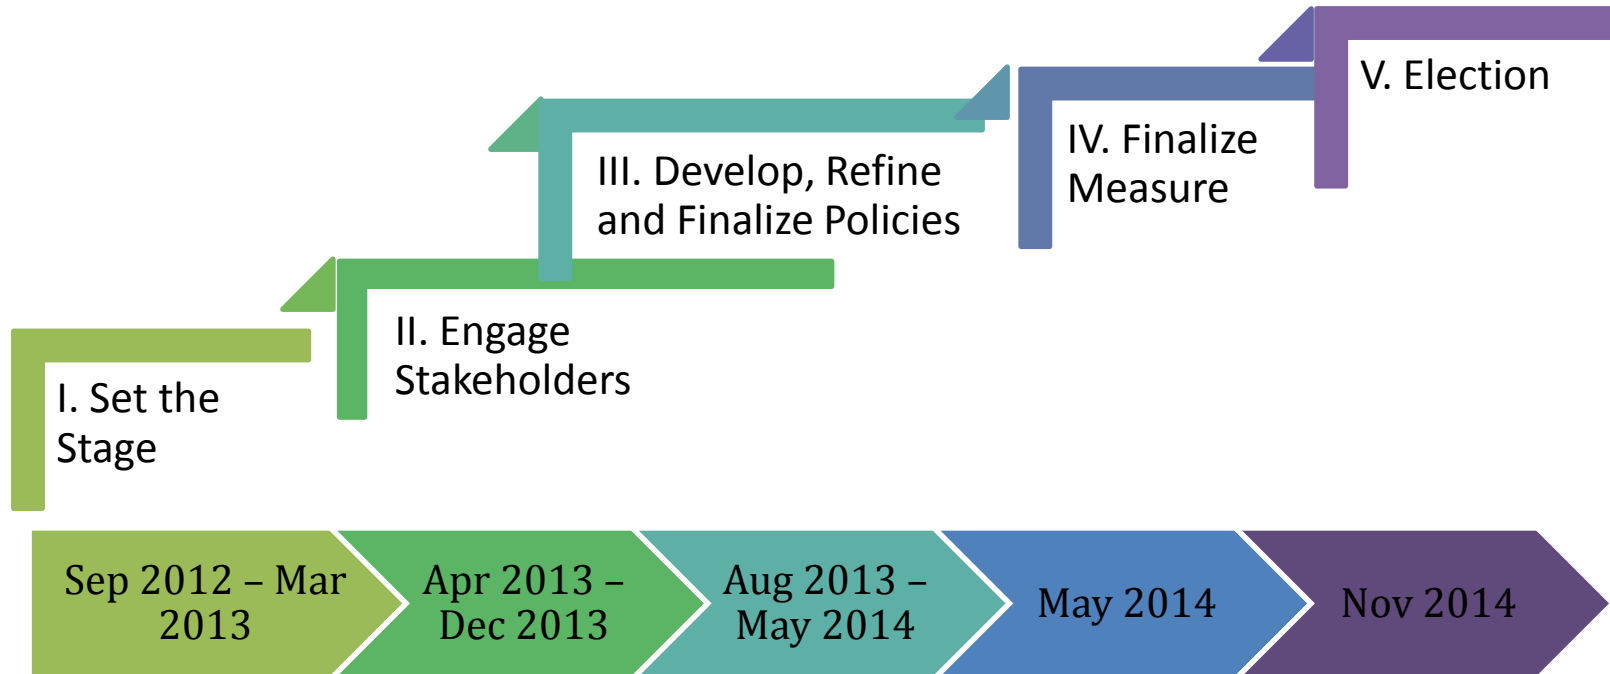 I. Set the
Stage
II. Engage
Stakeholders
III. Develop, Refine
and Finalize Policies
IV. Finalize
Measure
V. Election
Sep 2012 – Mar
2013
Apr 2013 –
Dec 2013
Aug 2013 –
May 2014
May 2014
Nov 2014